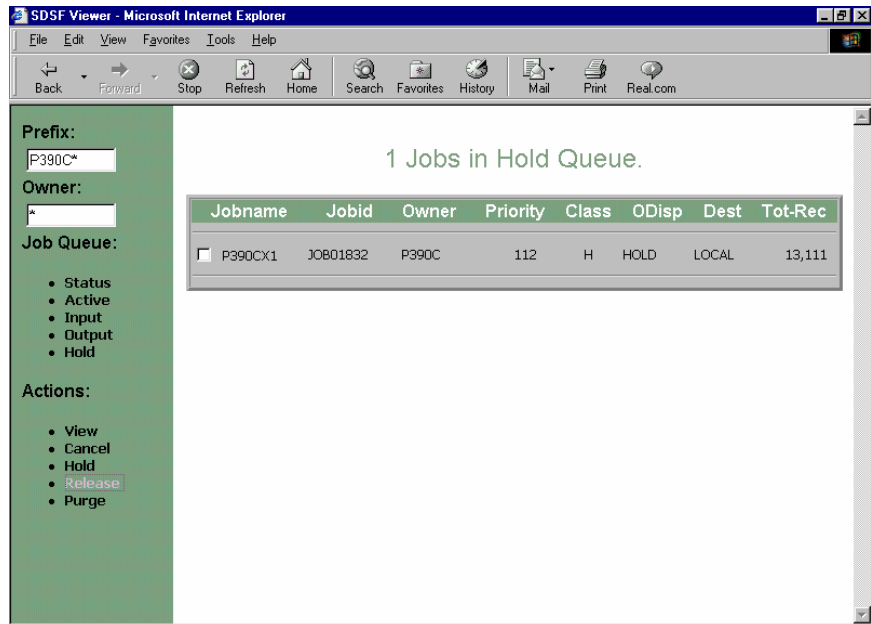 SDSF Viewer - Microsoft Internet Explorer
File Edit View Favorites Tools Help
Back Forward Stop Refresh Home Search Favorites History Mail Print Real.com
Prefix:
P390C*
Owner:
*
Job Queue:
• Status
• Active
• Input
• Output
• Hold
Actions:
• View
• Cancel
• Hold
• Release
• Purge
1 Jobs in Hold Queue.
Jobname Jobid Owner Priority Class ODisp Dest Tot-Rec
P390CX1 JOB01832 P390C 112 H HOLD LOCAL 13,111